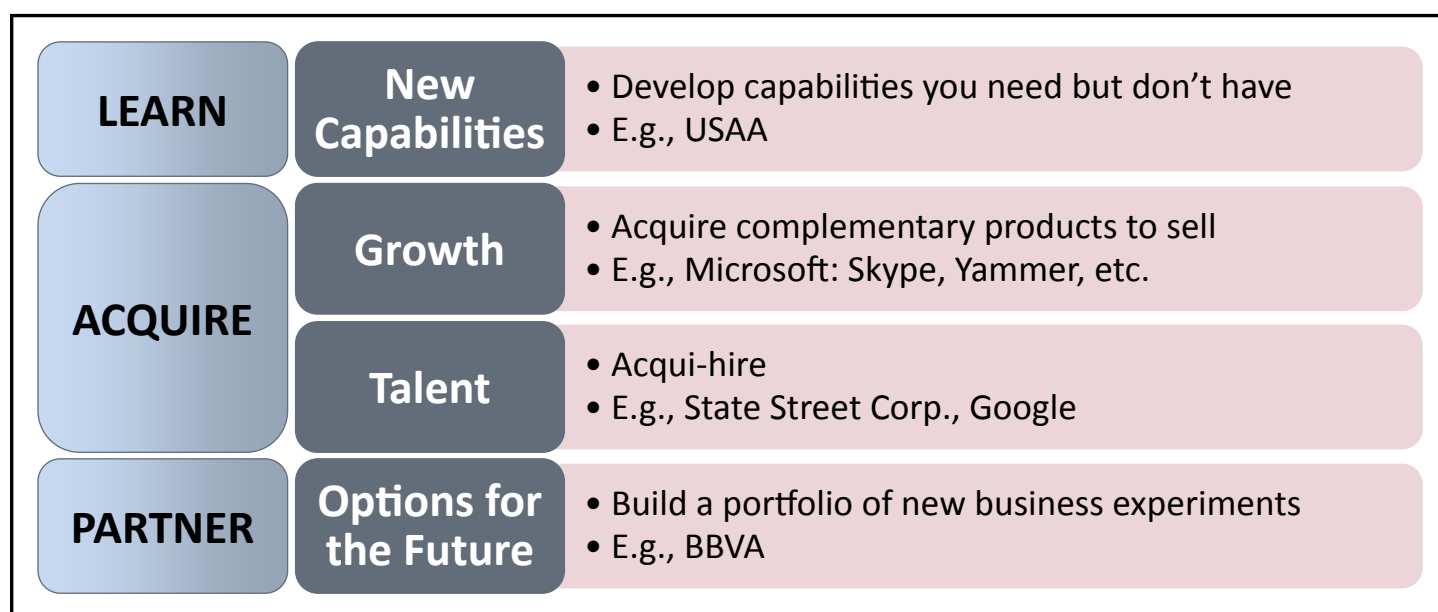 LEARN
New
Capabilities
• Develop capabilities you need but don’t have
• E.g., USAA
ACQUIRE
Growth
• Acquire complementary products to sell
• E.g., Microsoft: Skype, Yammer, etc.
Talent
• Acqui-hire
• E.g., State Street Corp., Google
PARTNER
Options for
the Future
• Build a portfolio of new business experiments
• E.g., BBVA